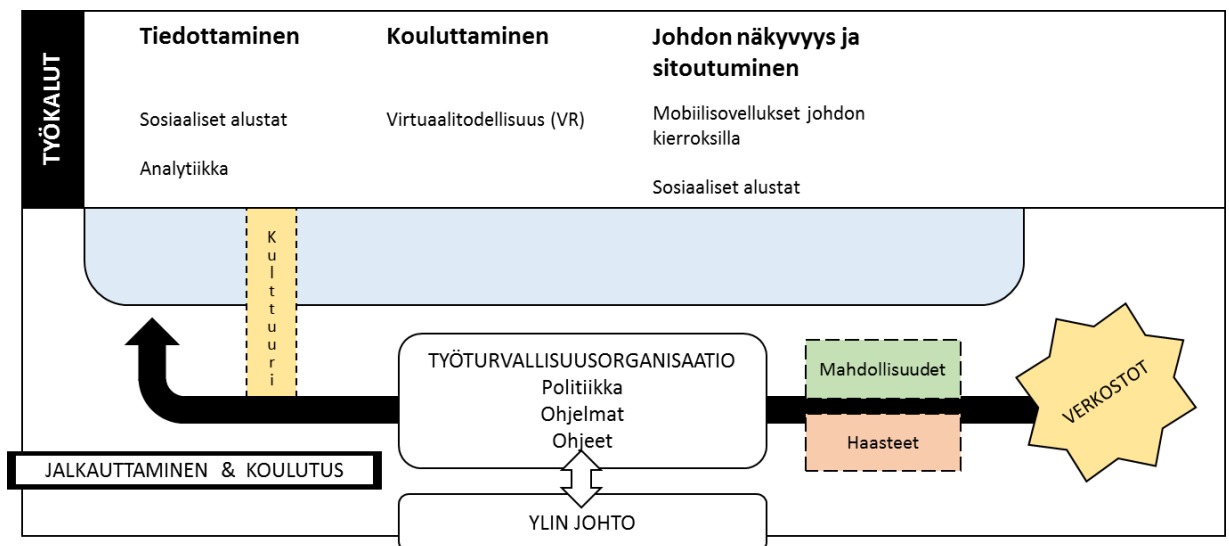 TYÖKALUT
Tiedottaminen
Sosiaaliset alustat
Analytiikka
Kouluttaminen
Virtuaalitodellisuus (VR)
Johdon näkyvyys ja
sitoutuminen
Mobiilisovellukset johdon
kierroksilla
Sosiaaliset alustat
Kulttuuri
TYÖTURVALLISUUSORGANISAATIO
Politiikka
Ohjelmat
Ohjeet
Mahdollisuudet
Haasteet
VERKOSTOT
JALKAUTTAMINEN & KOULUTUS
YLIN JOHTO